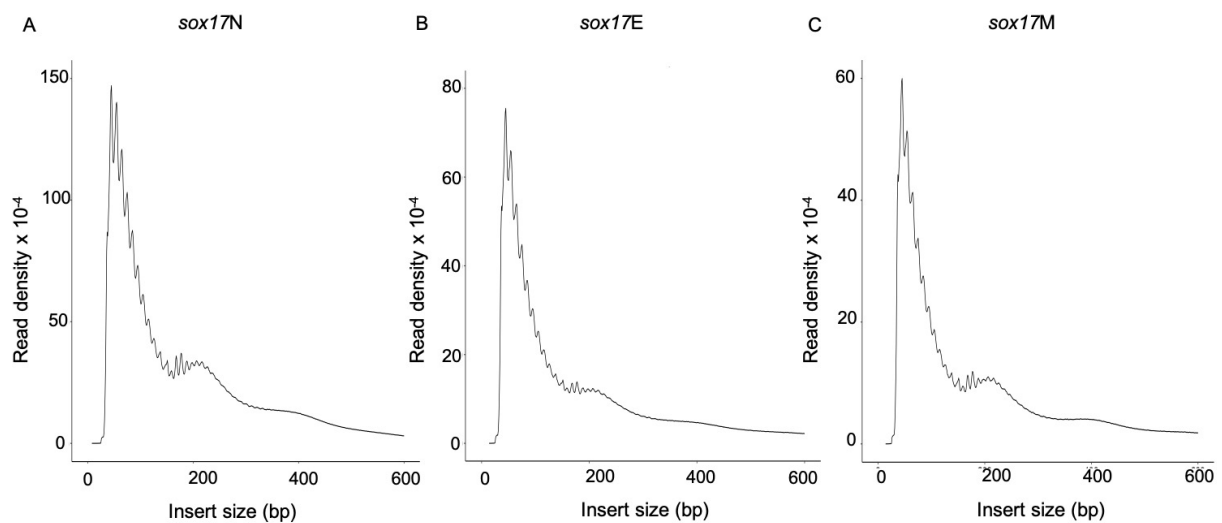 A sox17N
150
100
50
0
Read density x 10-4
0 200 400 600
Insert size (bp)
B sox17E
80
60
40
20
0
Read density x 10-4
0 200 400 600
Insert size (bp)
C sox17M
60
40
20
0
Read density x 10-4
0 200 400 600
Insert size (bp)